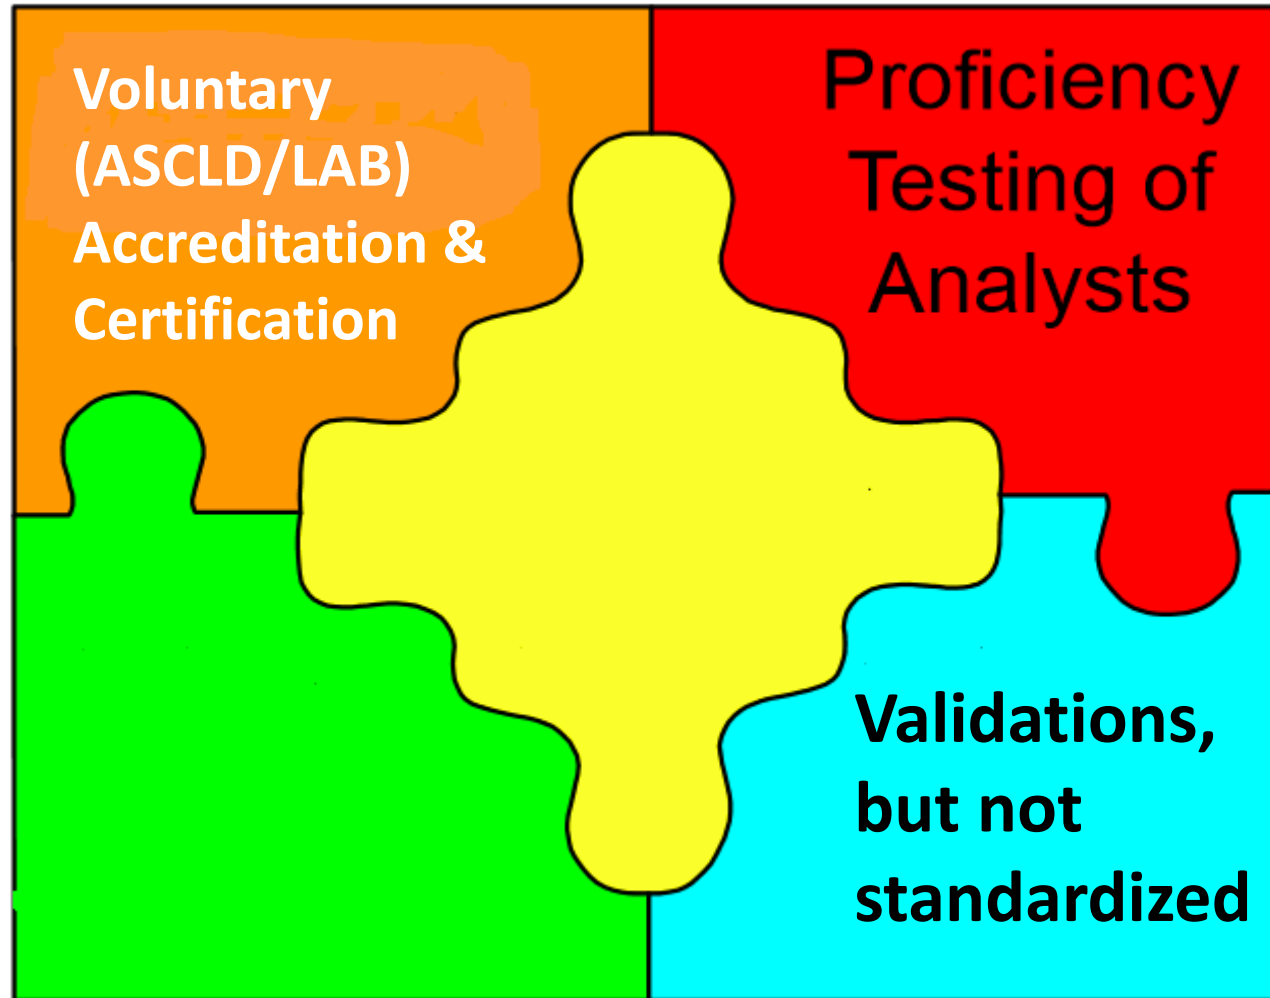 Voluntary
(ASCLD/LAB)
Accreditation &
Certification
Proficiency
Testing of
Analysts
Validations,
but not
standardized